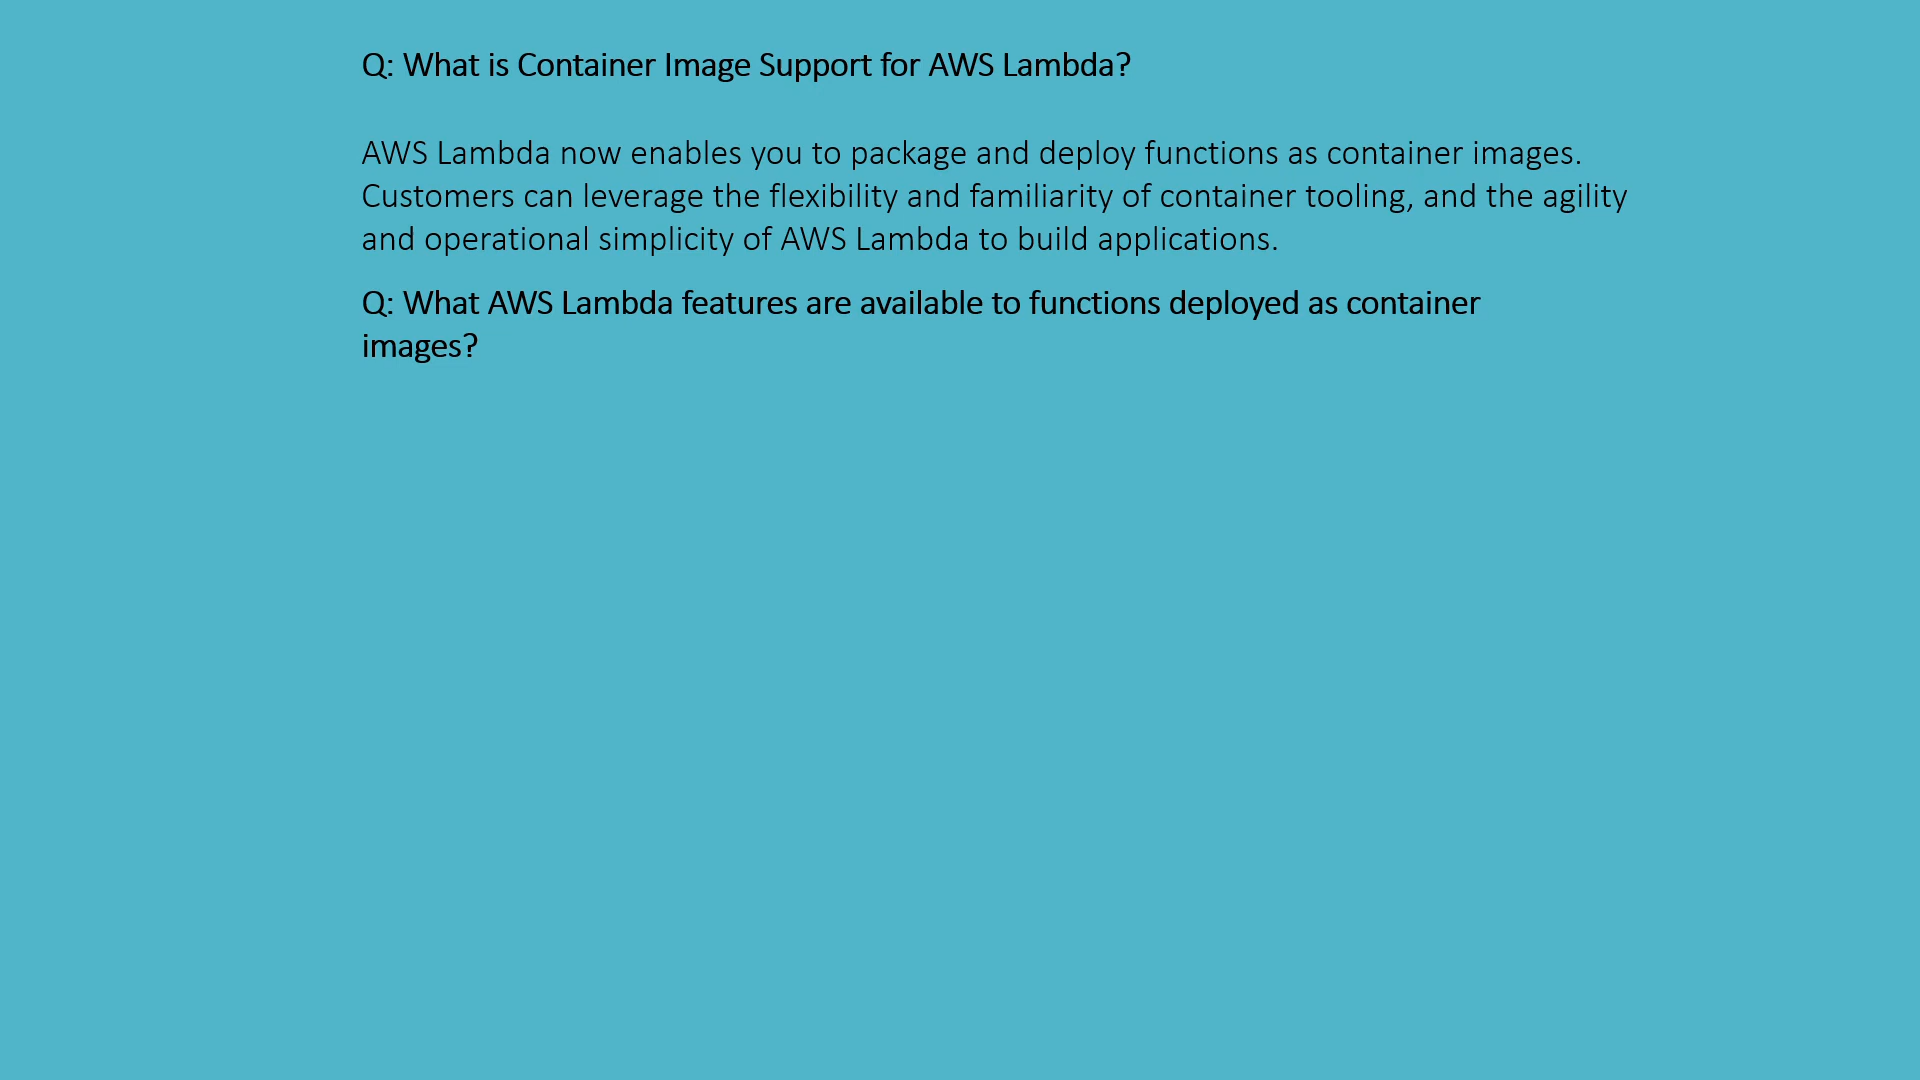 Q: What is Container Image Support for AWS Lambda?
AWS Lambda now enables you to package and deploy functions as container images.
Customers can leverage the flexibility and familiarity of container tooling, and the agility
and operational simplicity of AWS Lambda to build applications.
Q: What AWS Lambda features are available to functions deployed as container
images?